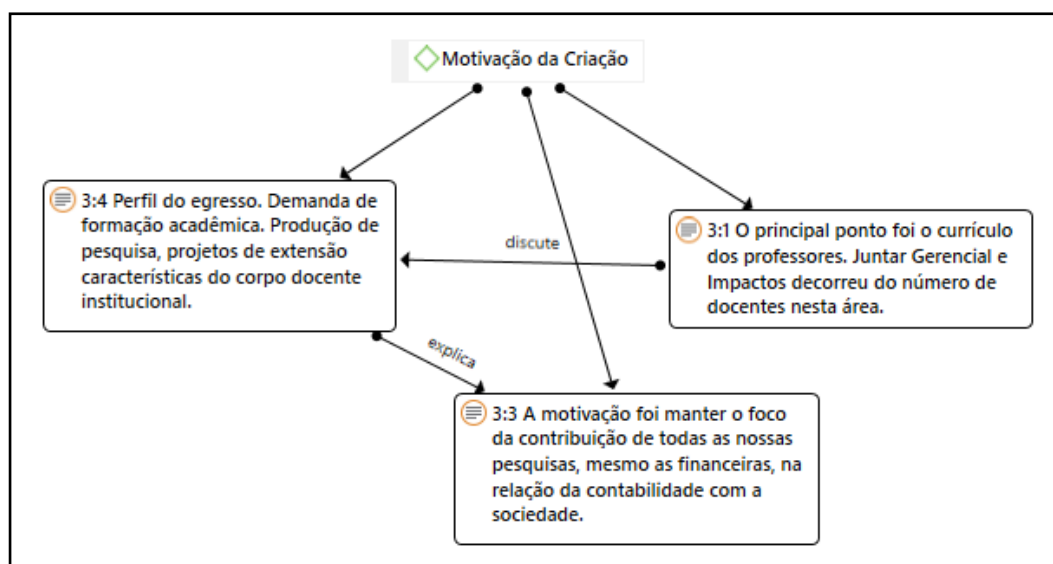 Motivação da Criação
3:4 Perfil do egresso. Demanda de
formação acadêmica. Produção de
pesquisa, projetos de extensão
características do corpo docente
institucional.
discute
3:1 O principal ponto foi o currículo
dos professores. Juntar Gerencial e
Impactos decorreu do número de
docentes nesta área.
explica
3:3 A motivação foi manter o foco
da contribuição de todas as nossas
pesquisas, mesmo as financeiras, na
relação da contabilidade com a
sociedade.